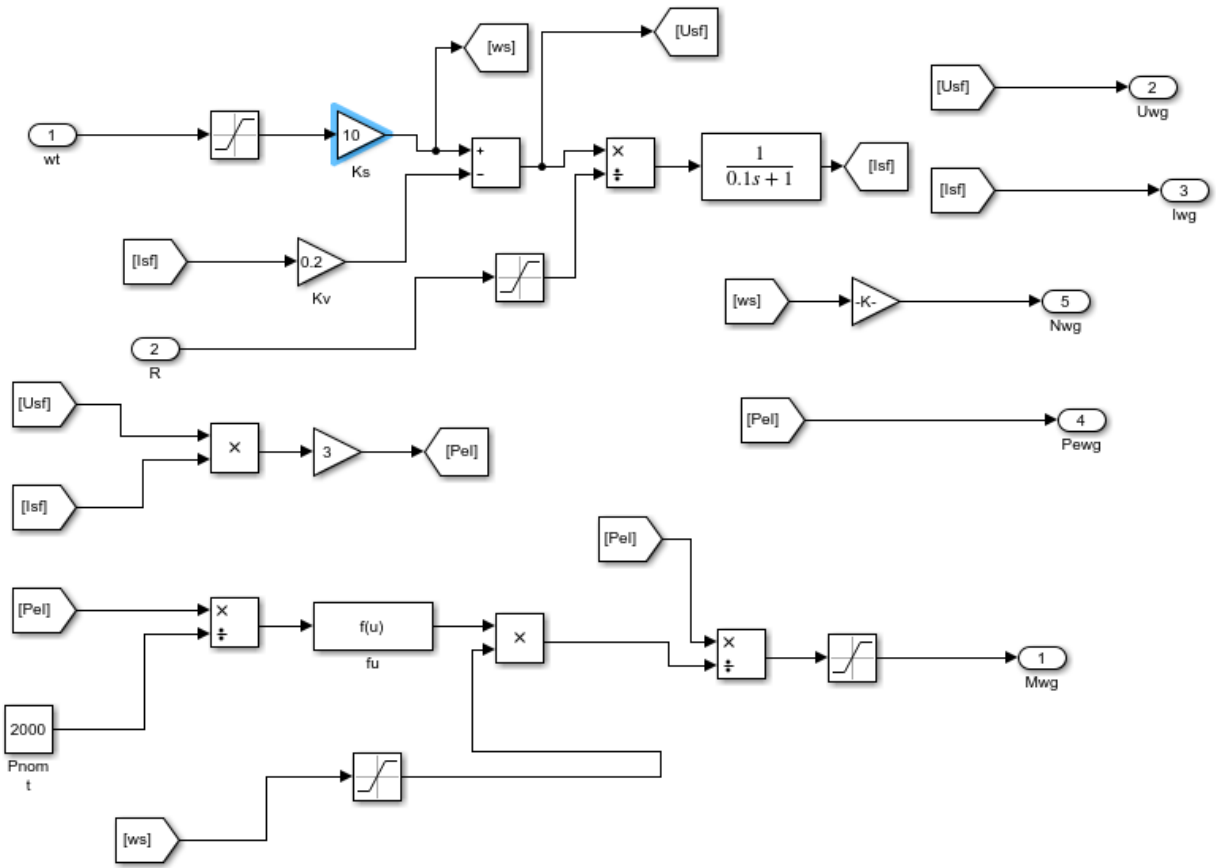 [ws]
[Usf]
[Usf]
2
Uwg
1
wt
10
Ks
+
−
×
÷
1
0.1s + 1
[Isf]
[Isf]
3
Iwg
[Isf]
0.2
Kv
[ws]
-K-
5
Nwg
2
R
[Usf]
[Isf]
×
3
[Pel]
[Pel]
4
Pewg
[Pel]
[Pel]
×
÷
f(u)
fu
×
×
÷
1
Mwg
2000
Pnom
t
[ws]